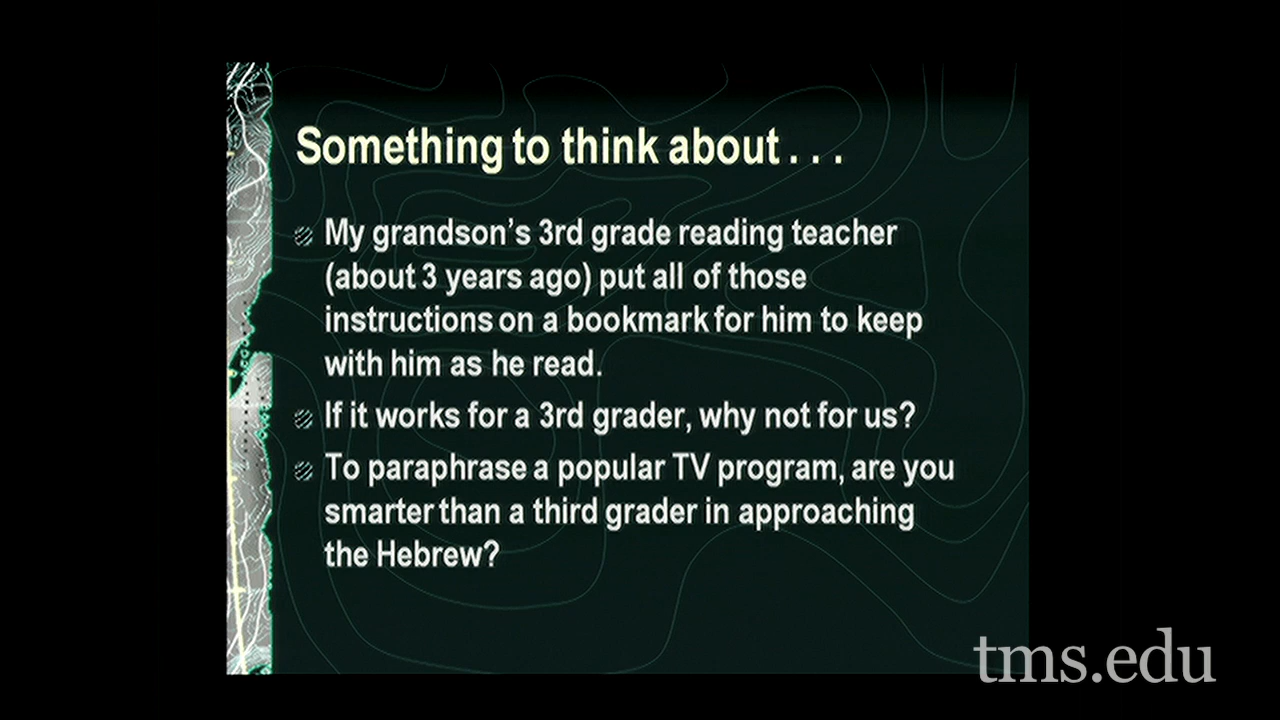 Something to think about . . .
My grandson's 3rd grade reading teacher
(about 3 years ago) put all of those
instructions on a bookmark for him to keep
with him as he read.
If it works for a 3rd grader, why not for us?
To paraphrase a popular TV program, are you
smarter than a third grader in approaching
the Hebrew?
tms.edu